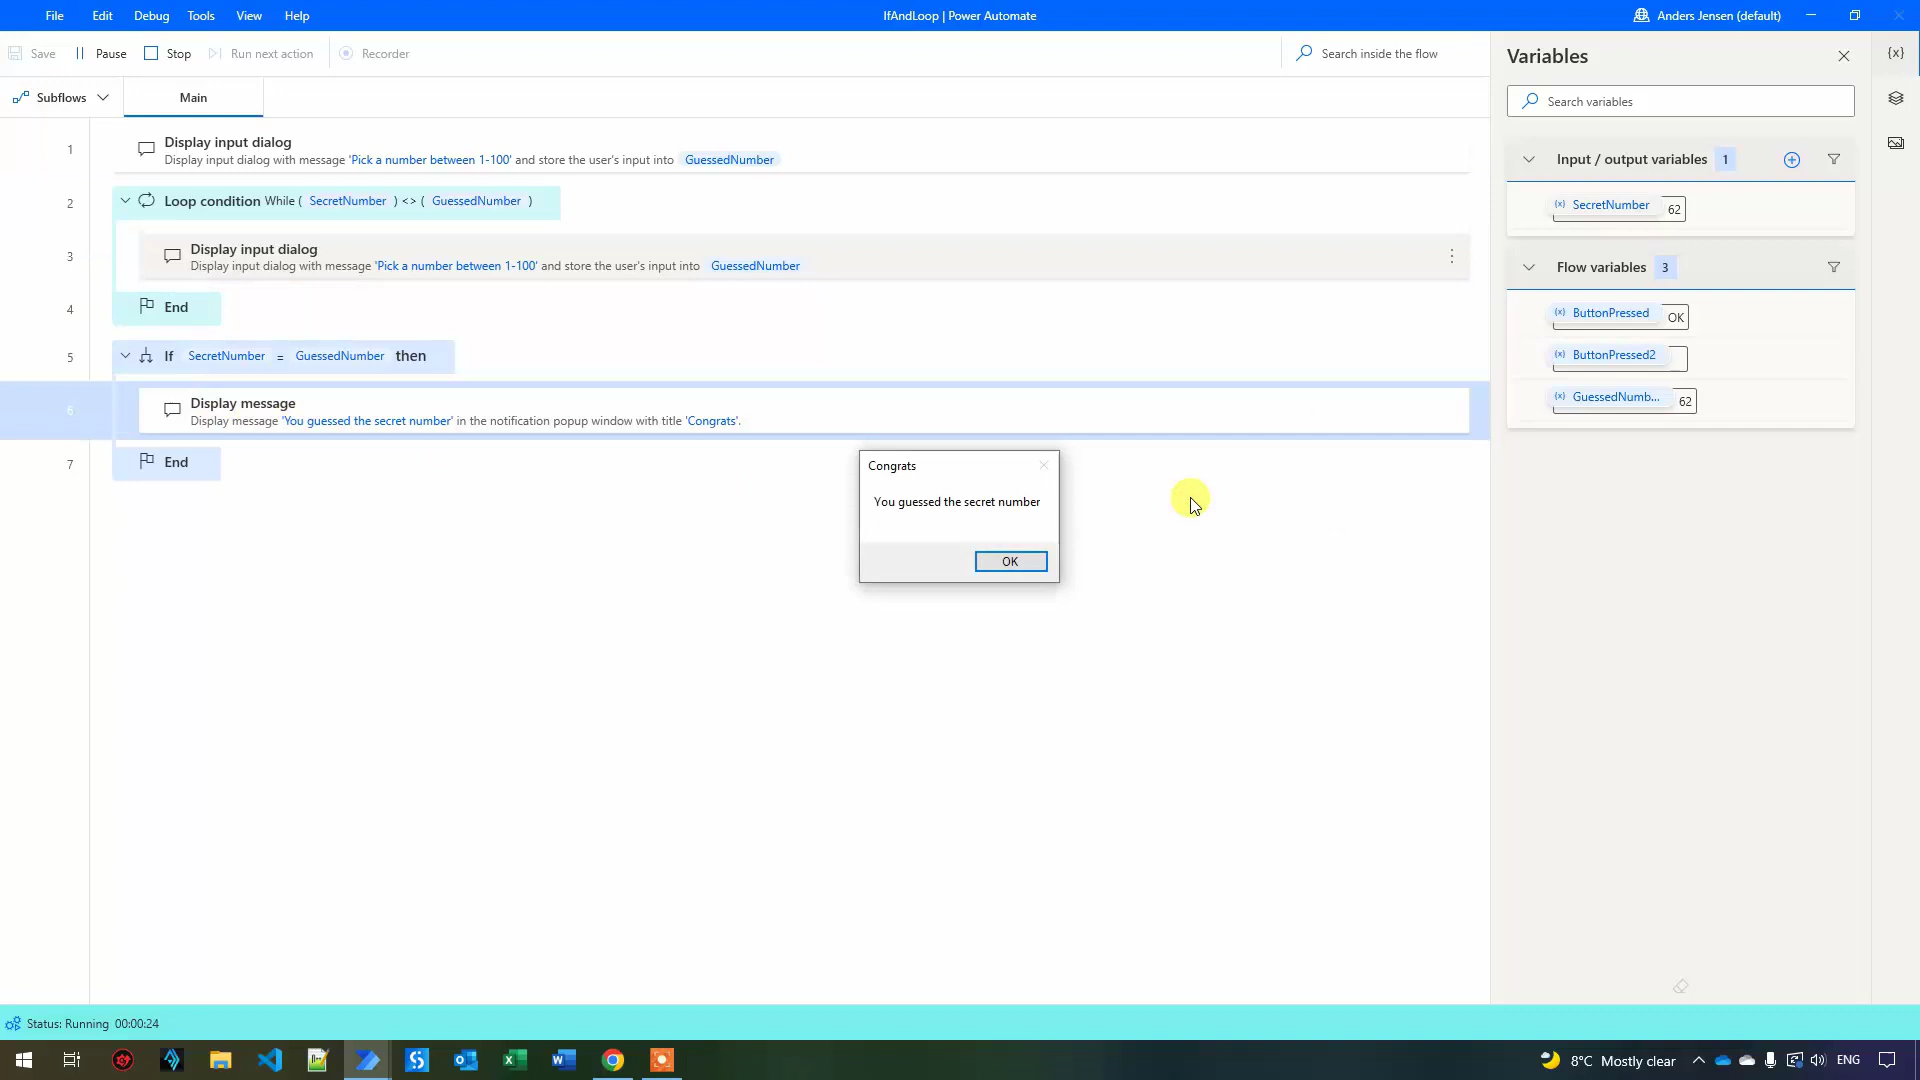 File Edit Debug Tools View Help
IfAndLoop | Power Automate
Anders Jensen (default)
Save Pause Stop Run next action Recorder
Search inside the flow
Subflows Main
1 Display input dialog
Display input dialog with message 'Pick a number between 1-100' and store the user's input into GuessedNumber
2 Loop condition While ( SecretNumber ) <> ( GuessedNumber )
3 Display input dialog
Display input dialog with message 'Pick a number between 1-100' and store the user's input into GuessedNumber
4 End
5 If SecretNumber = GuessedNumber then
6 Display message
Display message 'You guessed the secret number' in the notification popup window with title 'Congrats'.
7 End
Congrats
You guessed the secret number
OK
Variables
{x}
Search variables
Input / output variables 1
(x) SecretNumber 62
Flow variables 3
(x) ButtonPressed OK
(x) ButtonPressed2
(x) GuessedNumb... 62
Status: Running 00:00:24
8°C Mostly clear
ENG